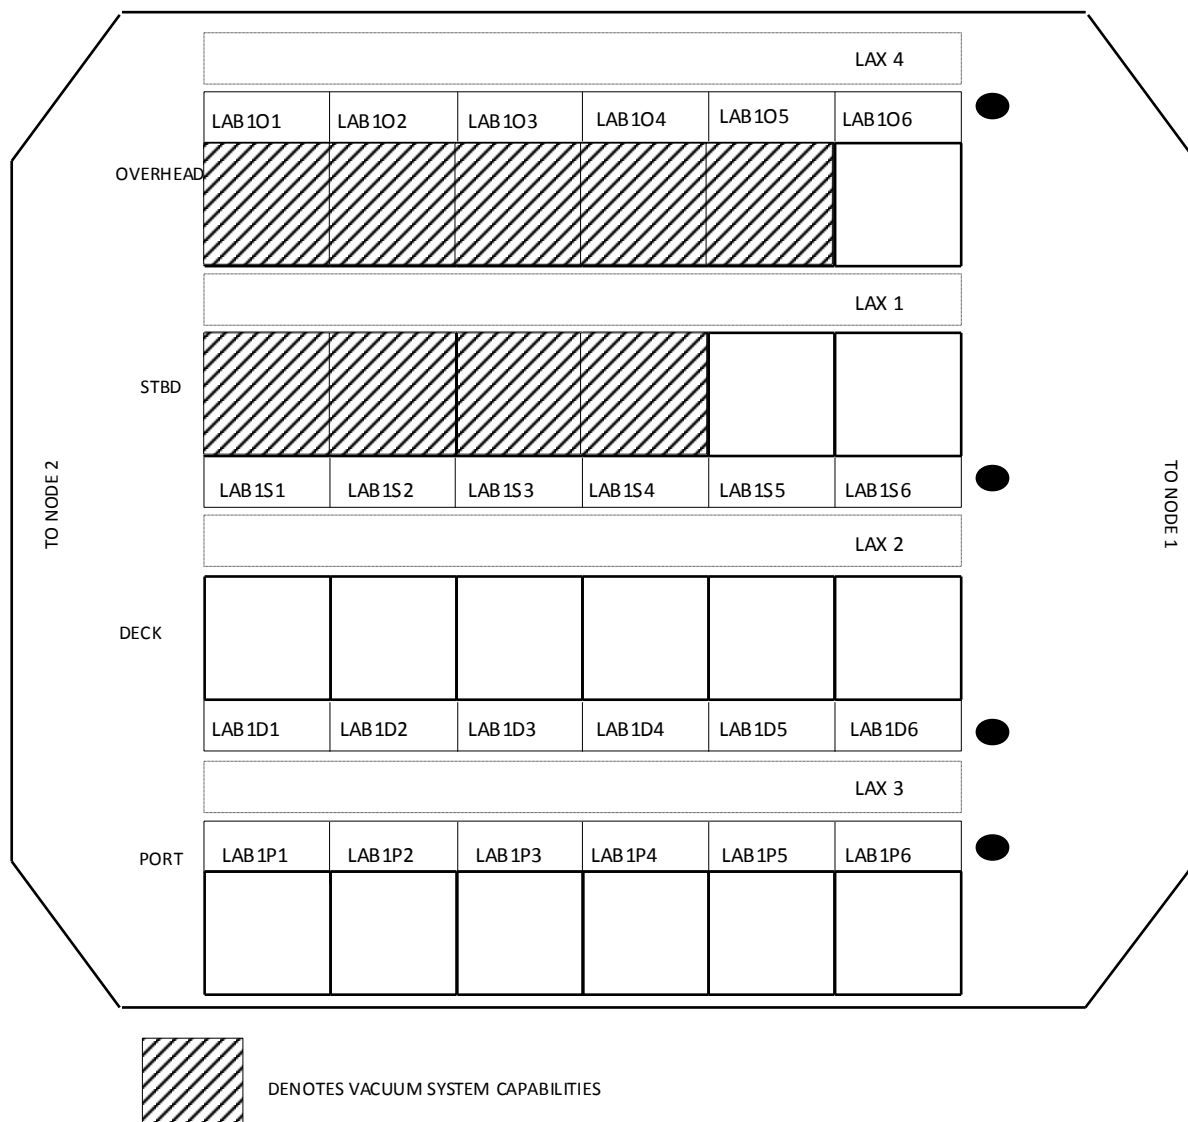 LAX 4
LAB1O1 LAB1O2 LAB1O3 LAB1O4 LAB1O5 LAB1O6
OVERHEAD
LAX 1
STBD
LAB1S1 LAB1S2 LAB1S3 LAB1S4 LAB1S5 LAB1S6
TO NODE 2
TO NODE 1
LAX 2
DECK
LAB1D1 LAB1D2 LAB1D3 LAB1D4 LAB1D5 LAB1D6
LAX 3
PORT
LAB1P1 LAB1P2 LAB1P3 LAB1P4 LAB1P5 LAB1P6
DENOTES VACUUM SYSTEM CAPABILITIES